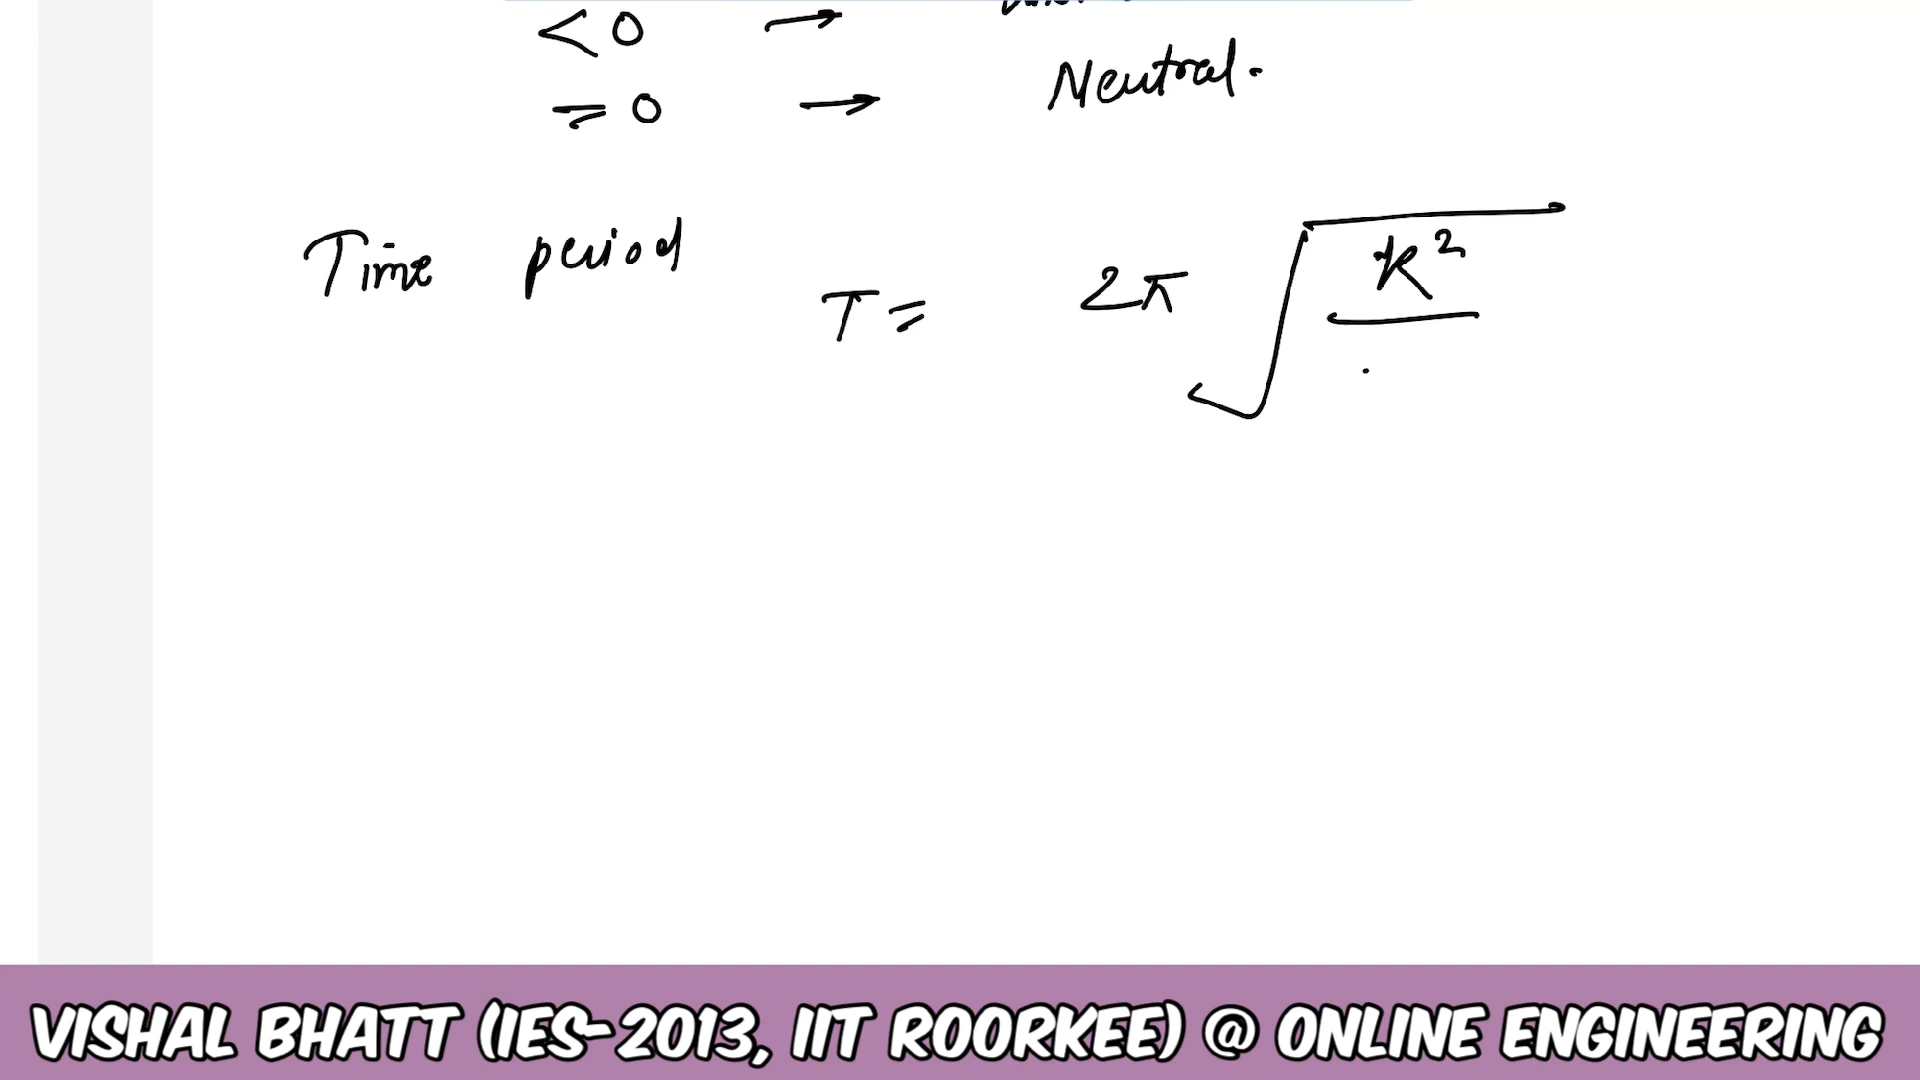 < 0 →
= 0 → Neutral.
Time period
T = 2π √ K² /
VISHAL BHATT (IES-2013, IIT ROORKEE) @ ONLINE ENGINEERING